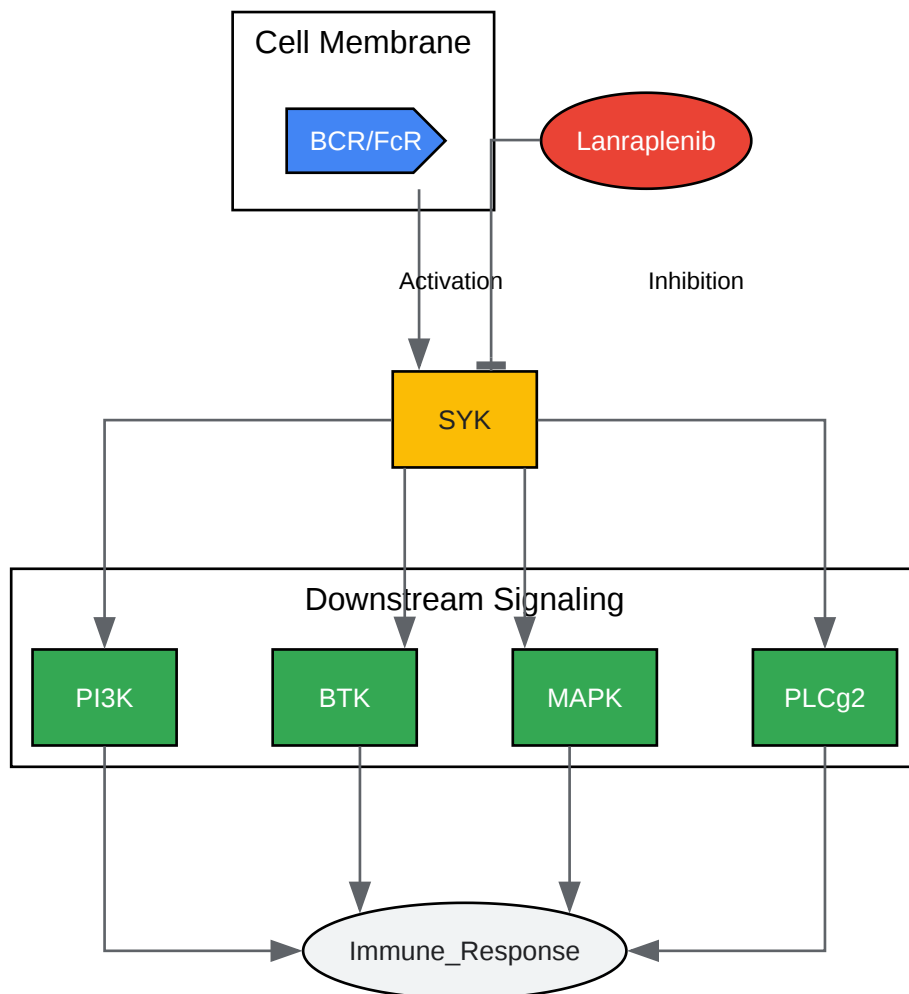 Cell Membrane
BCR/FcR
Lanraplenib
Activation
Inhibition
SYK
Downstream Signaling
PI3K
BTK
MAPK
PLCg2
Immune_Response